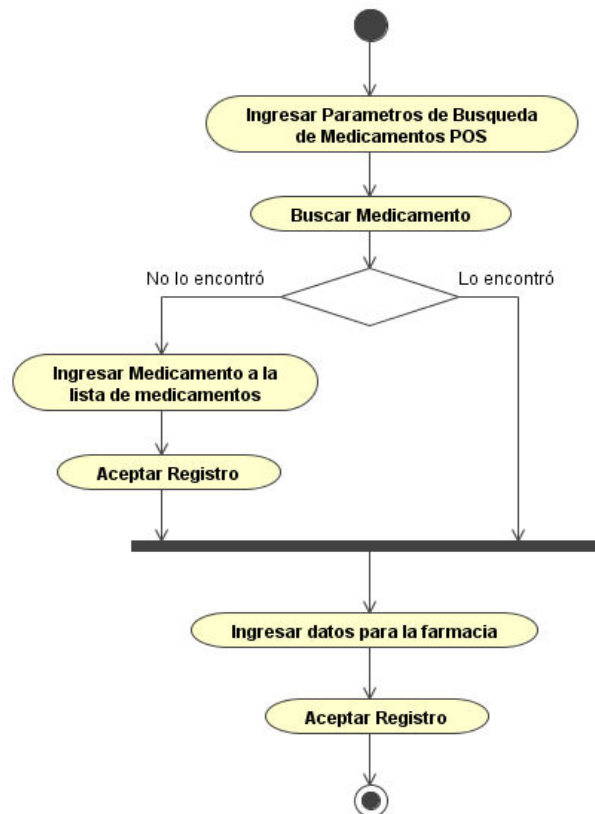 Ingresar Parametros de Busqueda
de Medicamentos POS
Buscar Medicamento
No lo encontró
Lo encontró
Ingresar Medicamento a la
lista de medicamentos
Aceptar Registro
Ingresar datos para la farmacia
Aceptar Registro